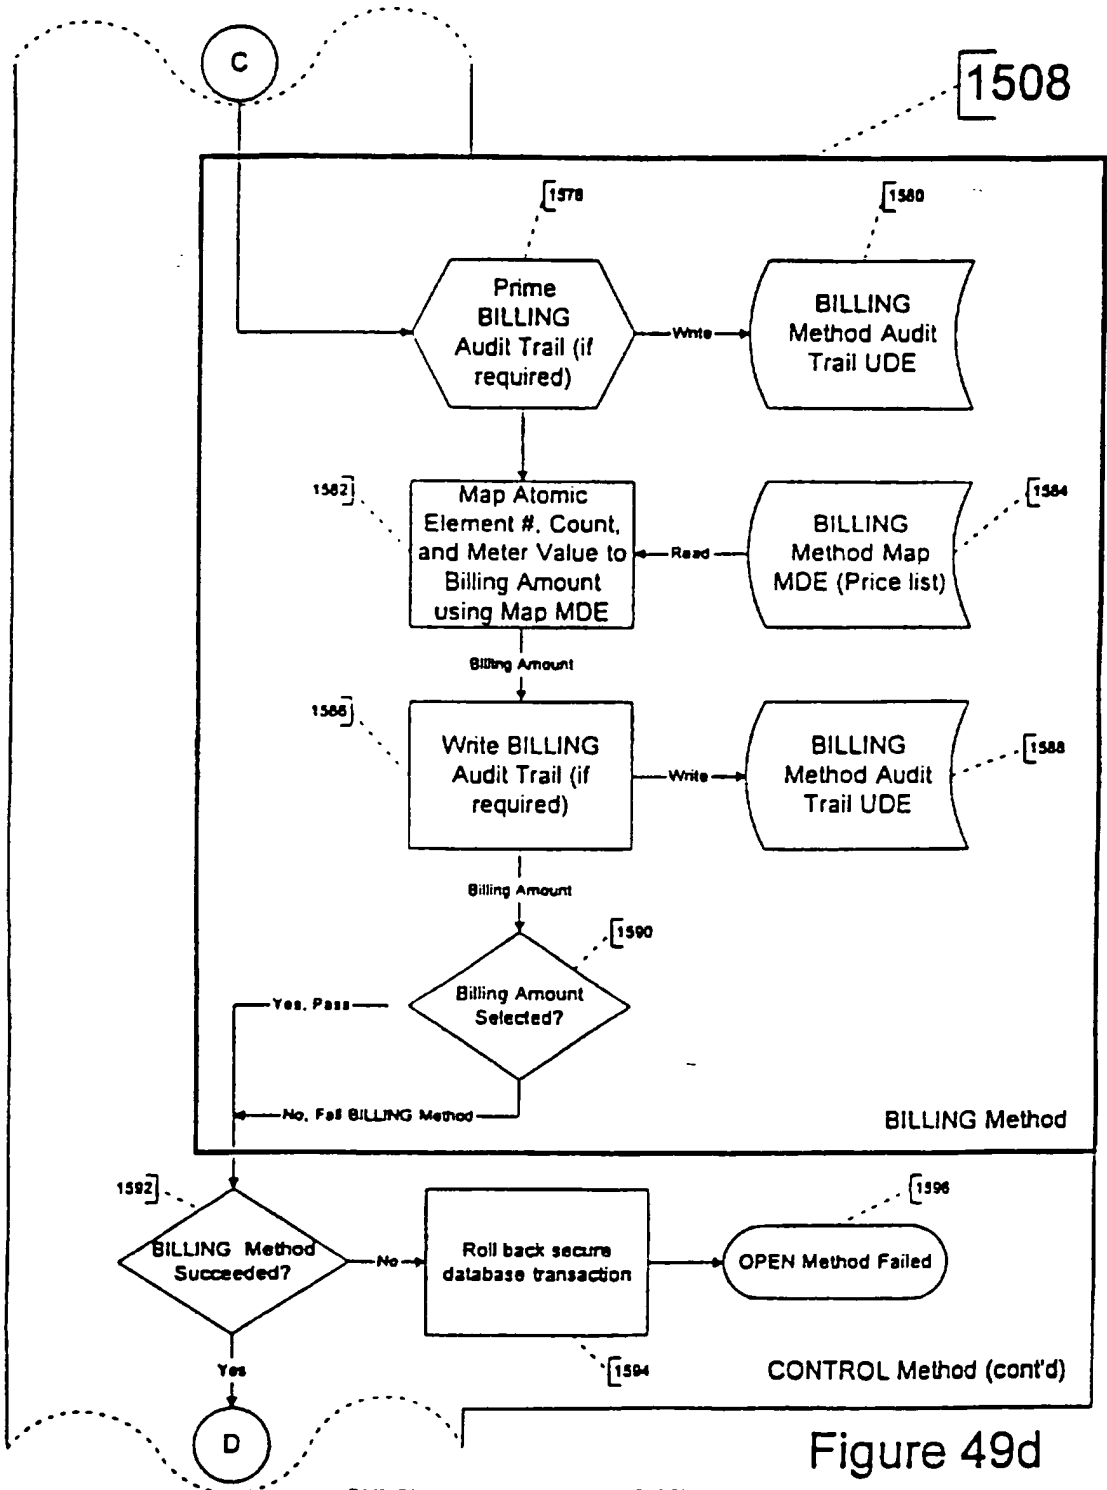 C
1508
1578
1580
Prime
BILLING
Audit Trail (if
required)
Write
BILLING
Method Audit
Trail UDE
1582
Map Atomic
Element #, Count,
and Meter Value to
Billing Amount
using Map MDE
Read
BILLING
Method Map
MDE (Price list)
1584
Billing Amount
1586
Write BILLING
Audit Trail (if
required)
Write
BILLING
Method Audit
Trail UDE
1588
Billing Amount
1590
Billing Amount
Selected?
Yes, Pass
No, Fail BILLING Method
BILLING Method
1592
BILLING Method
Succeeded?
No
Roll back secure
database transaction
1596
OPEN Method Failed
1594
Yes
CONTROL Method (cont'd)
D
Figure 49d